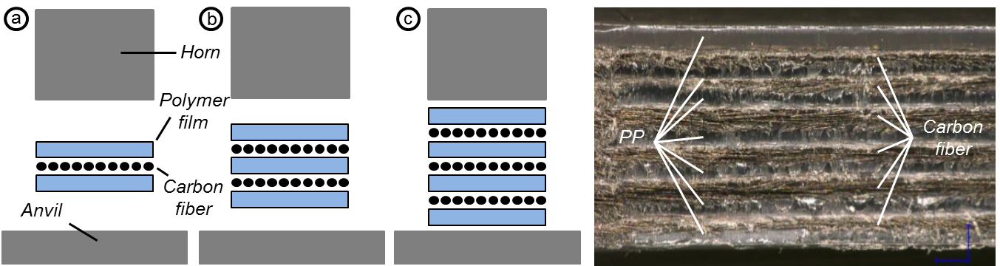 a
b
c
Horn
Polymer
film
Carbon
fiber
Anvil
PP
Carbon
fiber